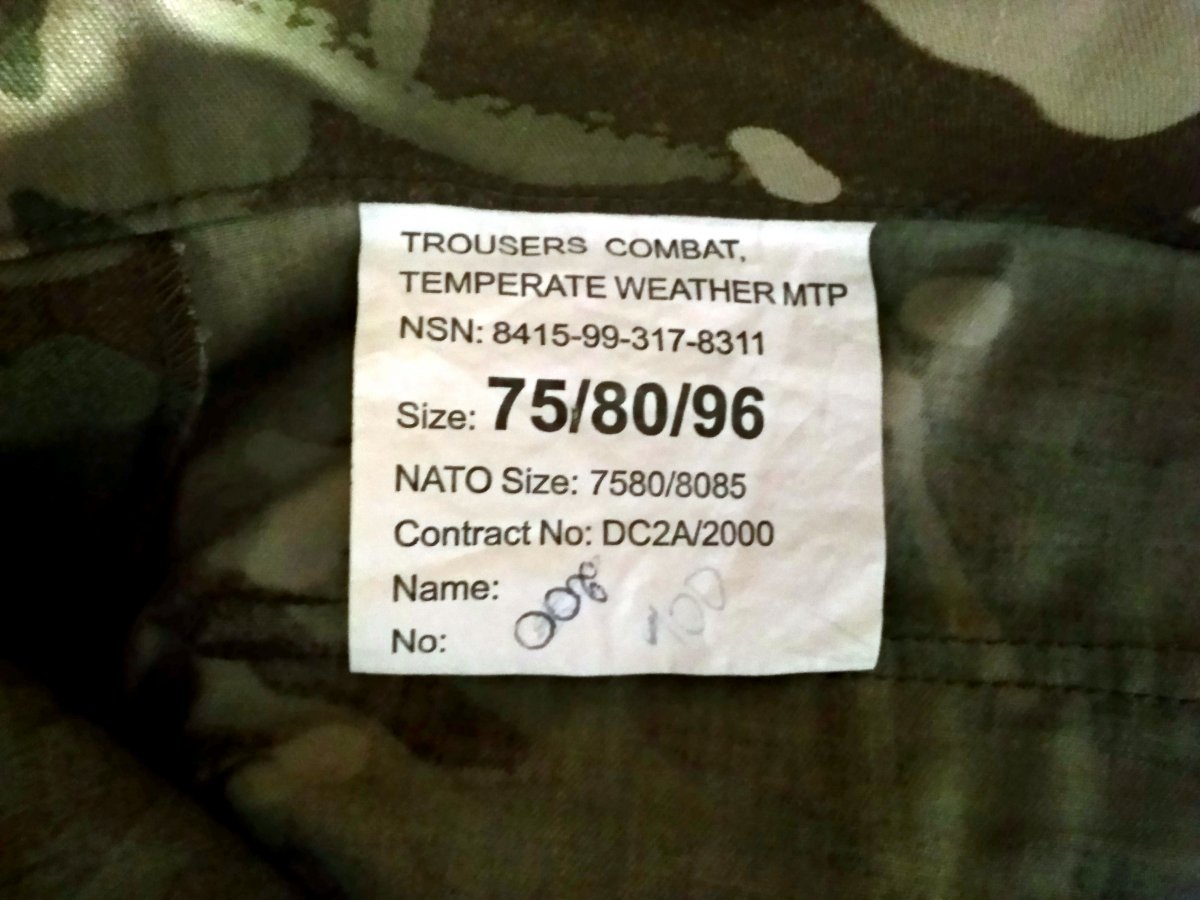 TROUSERS COMBAT,
TEMPERATE WEATHER MTP
NSN: 8415-99-317-8311
Size: 75/80/96
NATO Size: 7580/8085
Contract No: DC2A/2000
Name:
No: